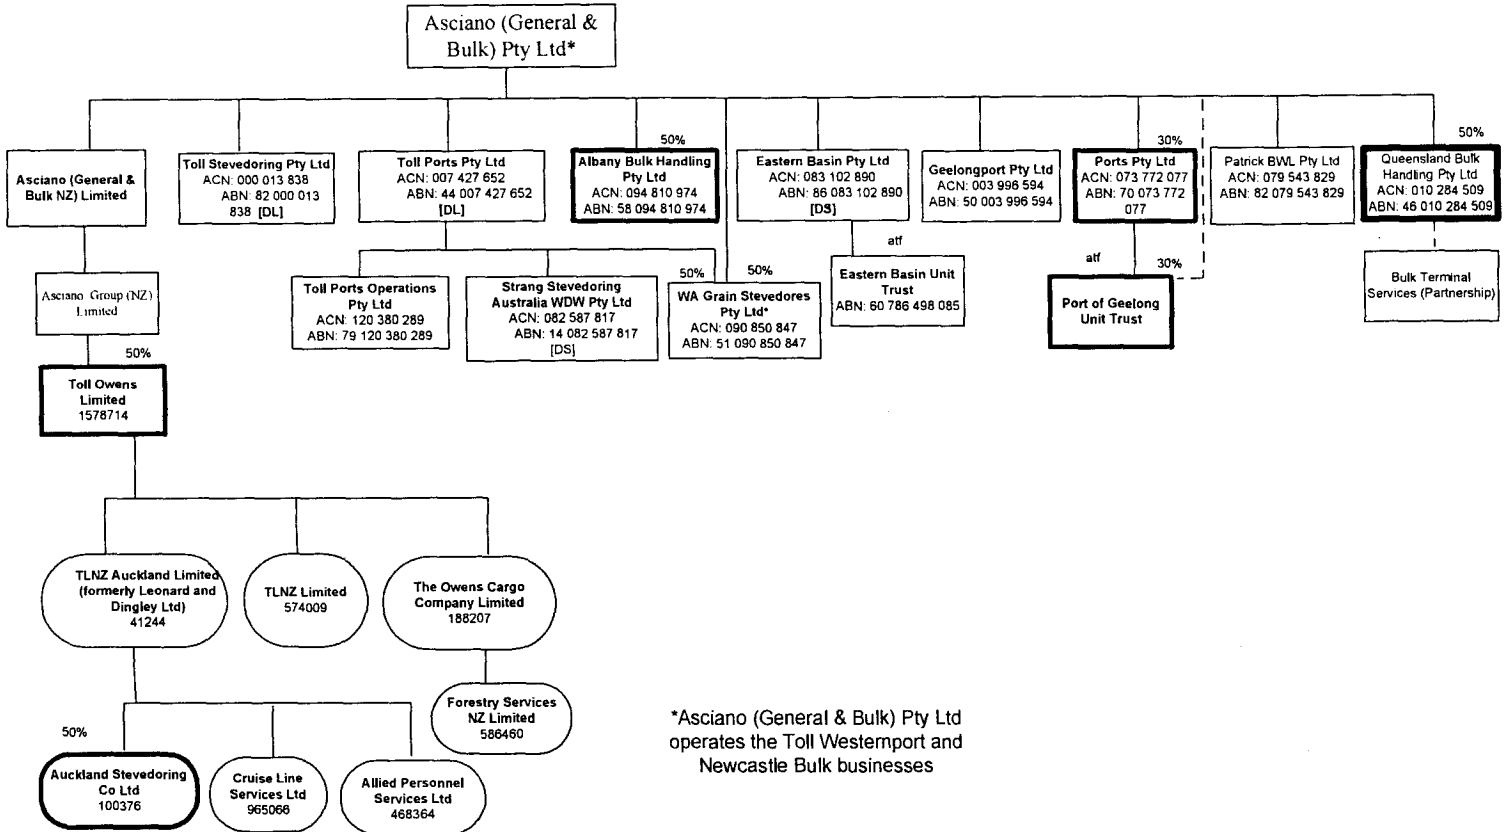 Asciano (General &
Bulk) Pty Ltd*
Asciano (General &
Bulk NZ) Limited
Toll Stevedoring Pty Ltd
ACN: 000 013 838
ABN: 82 000 013
838 [DL]
Toll Ports Pty Ltd
ACN: 007 427 652
ABN: 44 007 427 652
[DL]
50%
Albany Bulk Handling
Pty Ltd
ACN: 094 810 974
ABN: 58 094 810 974
Eastern Basin Pty Ltd
ACN: 083 102 890
ABN: 86 083 102 890
[DS]
Geelongport Pty Ltd
ACN: 003 996 594
ABN: 50 003 996 594
30%
Ports Pty Ltd
ACN: 073 772 077
ABN: 70 073 772
077
Patrick BWL Pty Ltd
ACN: 079 543 829
ABN: 82 079 543 829
50%
Queensland Bulk
Handling Pty Ltd
ACN: 010 284 509
ABN: 46 010 284 509
Asciano Group (NZ)
Limited
Toll Ports Operations
Pty Ltd
ACN: 120 380 289
ABN: 79 120 380 289
Strang Stevedoring
Australia WDW Pty Ltd
ACN: 082 587 817
ABN: 14 082 587 817
[DS]
50%
50%
WA Grain Stevedores
Pty Ltd*
ACN: 090 850 847
ABN: 51 090 850 847
atf
Eastern Basin Unit
Trust
ABN: 60 786 498 085
atf
30%
Port of Geelong
Unit Trust
Bulk Terminal
Services (Partnership)
50%
Toll Owens
Limited
1578714
TLNZ Auckland Limited
(formerly Leonard and
Dingley Ltd)
41244
TLNZ Limited
574009
The Owens Cargo
Company Limited
188207
Forestry Services
NZ Limited
586460
50%
Auckland Stevedoring
Co Ltd
100376
Cruise Line
Services Ltd
965066
Allied Personnel
Services Ltd
468364
*Asciano (General & Bulk) Pty Ltd
operates the Toll Westernport and
Newcastle Bulk businesses